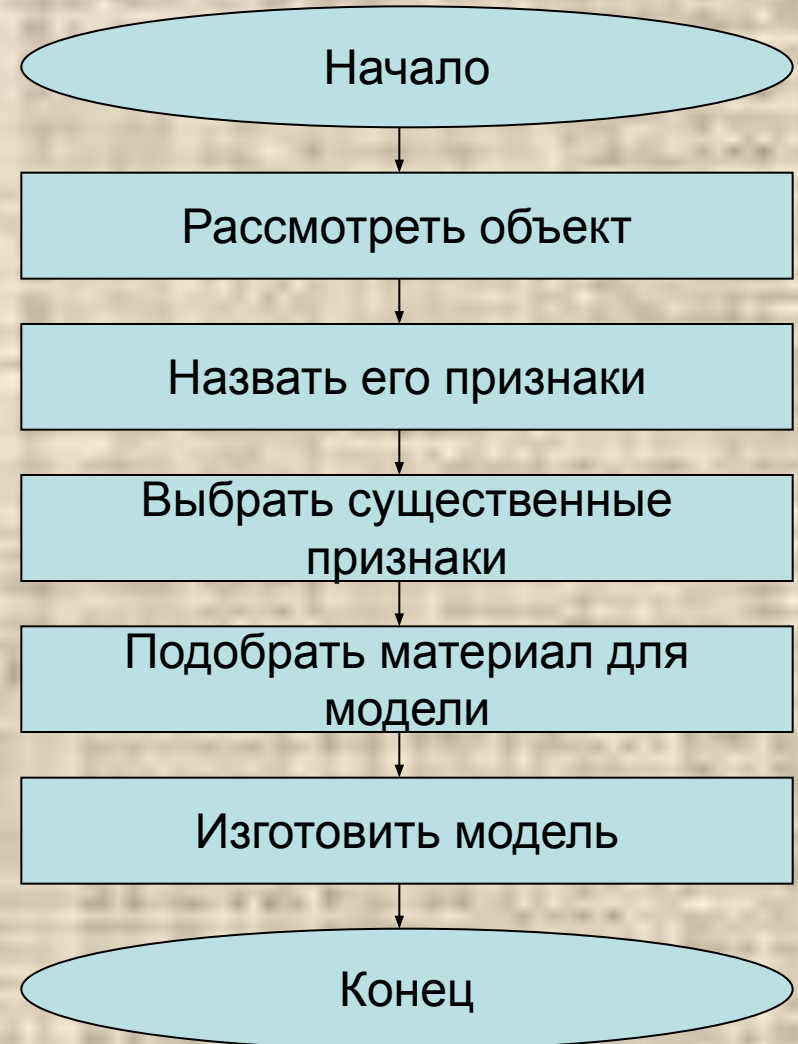 Начало
Рассмотреть объект
Назвать его признаки
Выбрать существенные
признаки
Подобрать материал для
модели
Изготовить модель
Конец